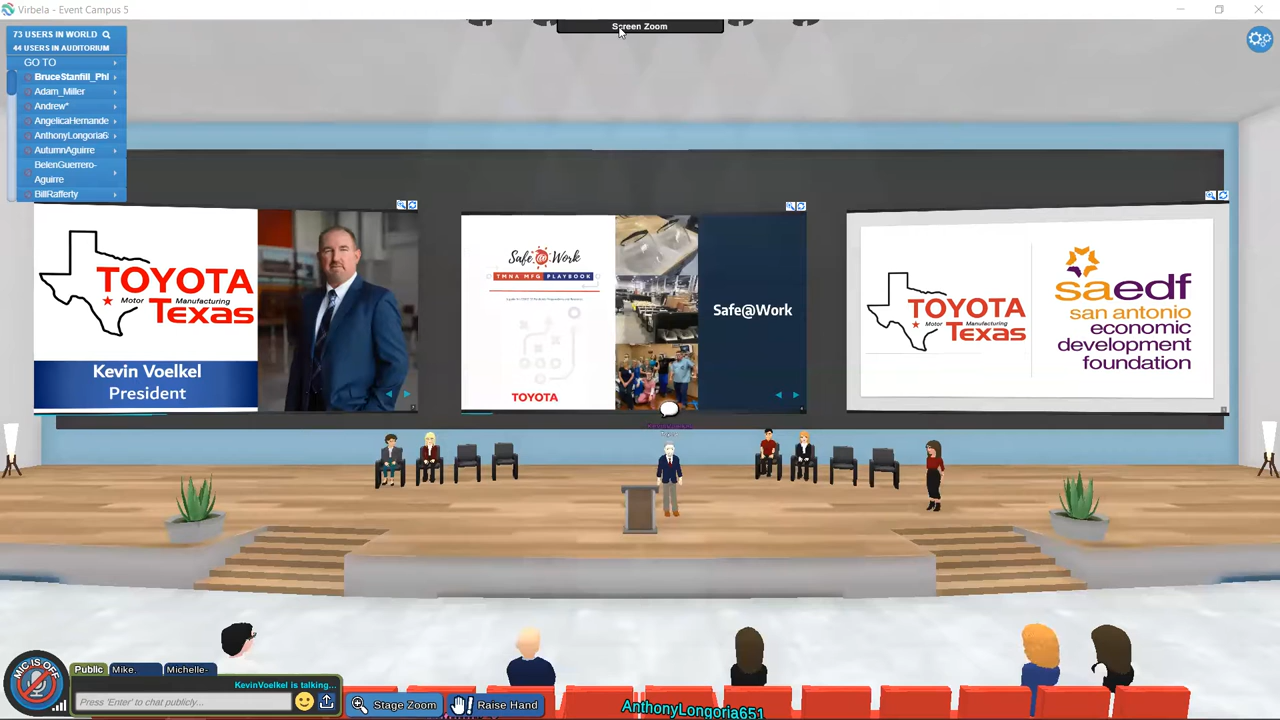 Virbela - Event Campus 5
Screen Zoom
73 USERS IN WORLD
44 USERS IN AUDITORIUM
GO TO
BruceStanfill_Phi
Adam_Miller
Andrew*
AngelicaHernande
AnthonyLongoria65
AutumnAguirre
BelenGuerrero-
Aguirre
BillRafferty
TOYOTA
Motor Manufacturing
Texas
Kevin Voelkel
President
Safe@Work
TMNA MFG PLAYBOOK
TOYOTA
Safe@Work
TOYOTA
Motor Manufacturing
Texas
saedf
san antonio
economic
development
foundation
MIC IS OFF
Public
Mike,
Michelle-
KevinVoelkel is talking...
Press 'Enter' to chat publicly...
Stage Zoom
Raise Hand
AnthonyLongoria651